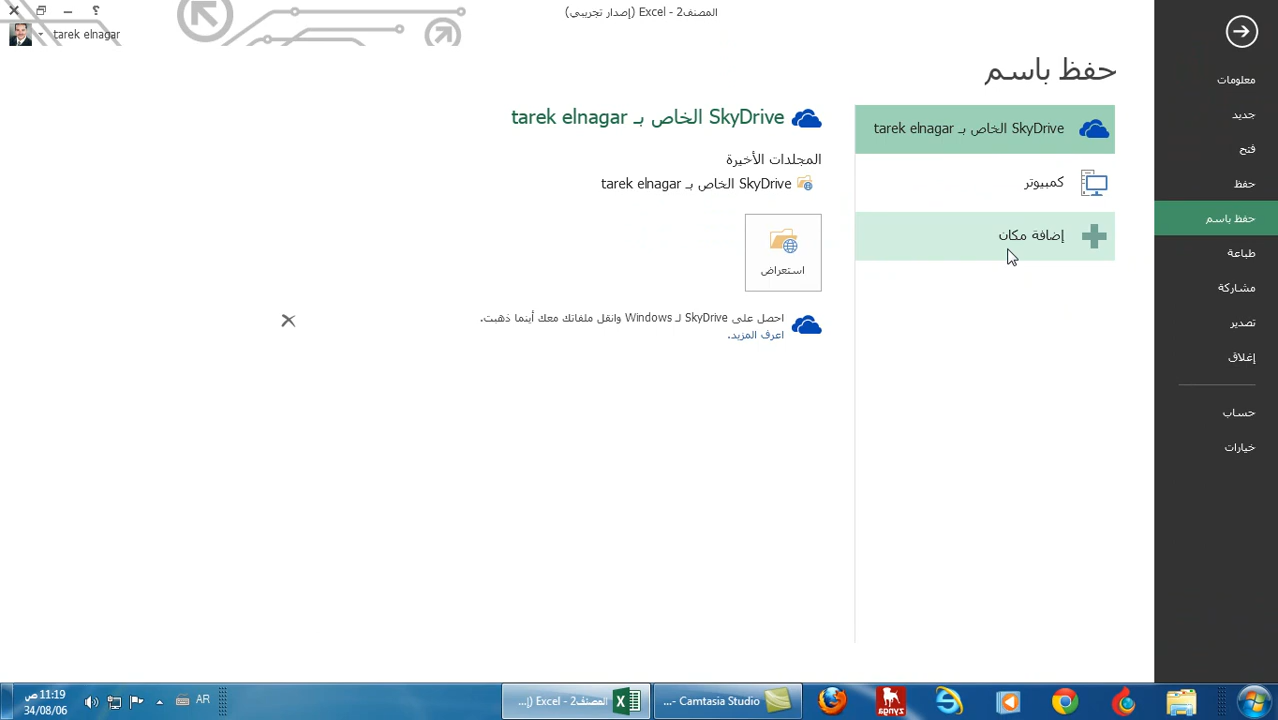 المصنف2 - Excel (إصدار تجريبي)
tarek elnagar
حفظ باسم
معلومات
جديد
فتح
حفظ
حفظ باسم
طباعة
مشاركة
تصدير
إغلاق
حساب
خيارات
SkyDrive الخاص بـ tarek elnagar
كمبيوتر
إضافة مكان
SkyDrive الخاص بـ tarek elnagar
المجلدات الأخيرة
SkyDrive الخاص بـ tarek elnagar
استعراض
احصل على SkyDrive لـ Windows وانقل ملفاتك معك أينما ذهبت.
اعرف المزيد.
zynga
Camtasia Studio -...
المصنف2 - Excel (إ...
AR
11:19 ص
34/08/06